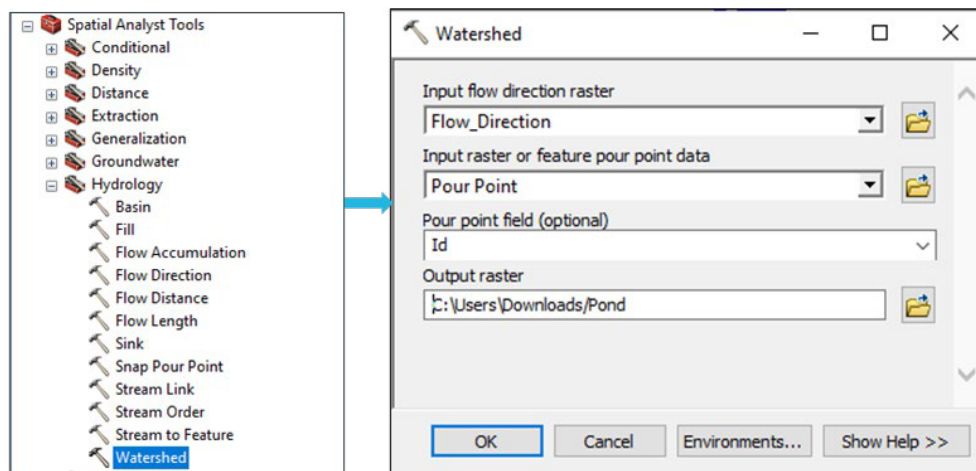 Spatial Analyst Tools
Conditional
Density
Distance
Extraction
Generalization
Groundwater
Hydrology
Basin
Fill
Flow Accumulation
Flow Direction
Flow Distance
Flow Length
Sink
Snap Pour Point
Stream Link
Stream Order
Stream to Feature
Watershed
Watershed
Input flow direction raster
Flow_Direction
Input raster or feature pour point data
Pour Point
Pour point field (optional)
Id
Output raster
C:\Users\Downloads/Pond
OK
Cancel
Environments...
Show Help >>